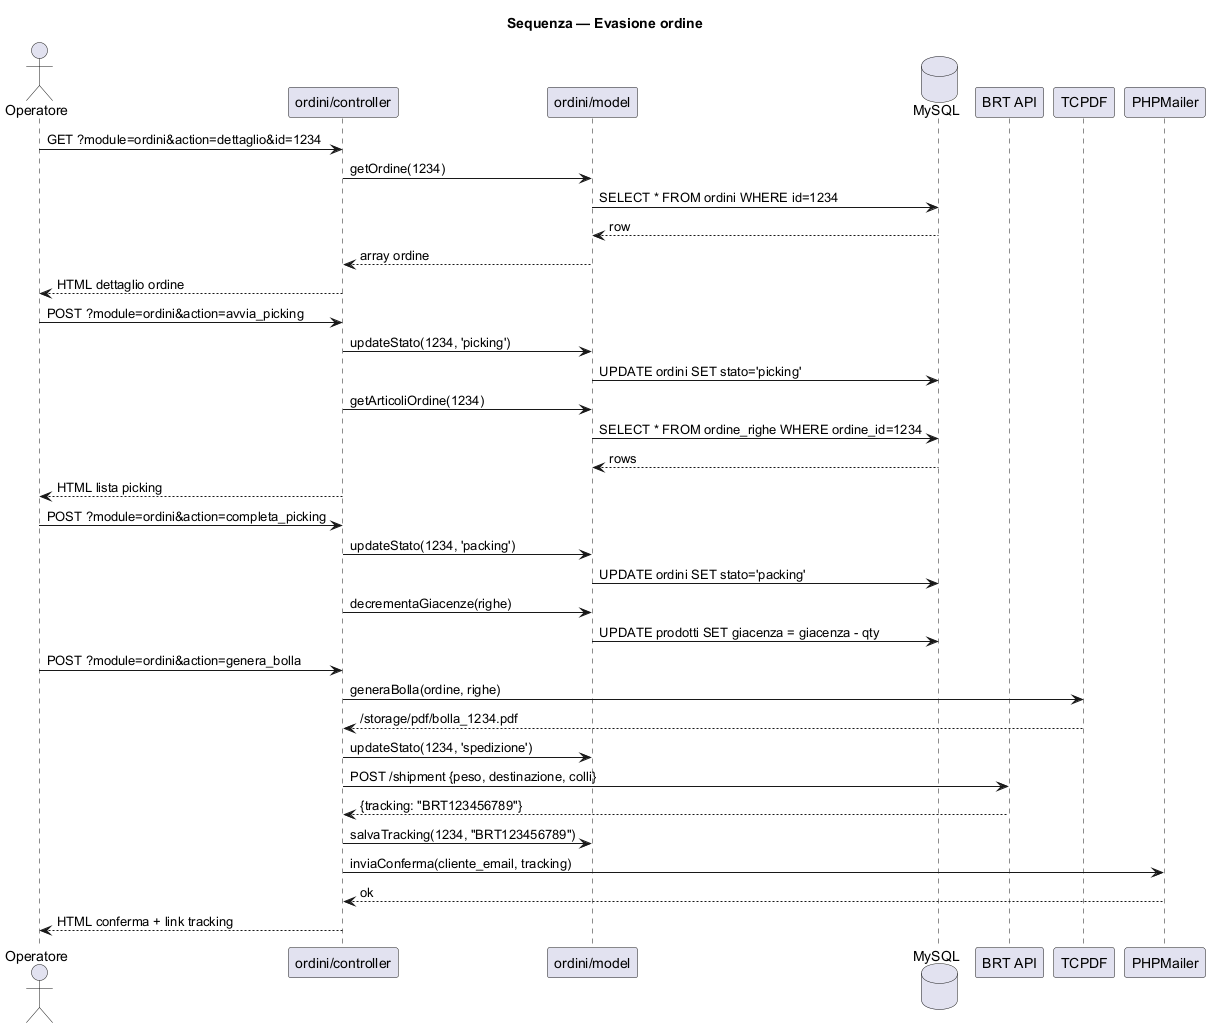 Sequenza — Evasione ordine
Operatore
ordini/controller
ordini/model
MySQL
BRT API
TCPDF
PHPMailer
GET ?module=ordini&action=dettaglio&id=1234
getOrdine(1234)
SELECT * FROM ordini WHERE id=1234
row
array ordine
HTML dettaglio ordine
POST ?module=ordini&action=avvia_picking
updateStato(1234, 'picking')
UPDATE ordini SET stato='picking'
getArticoliOrdine(1234)
SELECT * FROM ordine_righe WHERE ordine_id=1234
rows
HTML lista picking
POST ?module=ordini&action=completa_picking
updateStato(1234, 'packing')
UPDATE ordini SET stato='packing'
decrementaGiacenze(righe)
UPDATE prodotti SET giacenza = giacenza - qty
POST ?module=ordini&action=genera_bolla
generaBolla(ordine, righe)
/storage/pdf/bolla_1234.pdf
updateStato(1234, 'spedizione')
POST /shipment {peso, destinazione, colli}
{tracking: "BRT123456789"}
salvaTracking(1234, "BRT123456789")
inviaConferma(cliente_email, tracking)
ok
HTML conferma + link tracking
Operatore
ordini/controller
ordini/model
MySQL
BRT API
TCPDF
PHPMailer